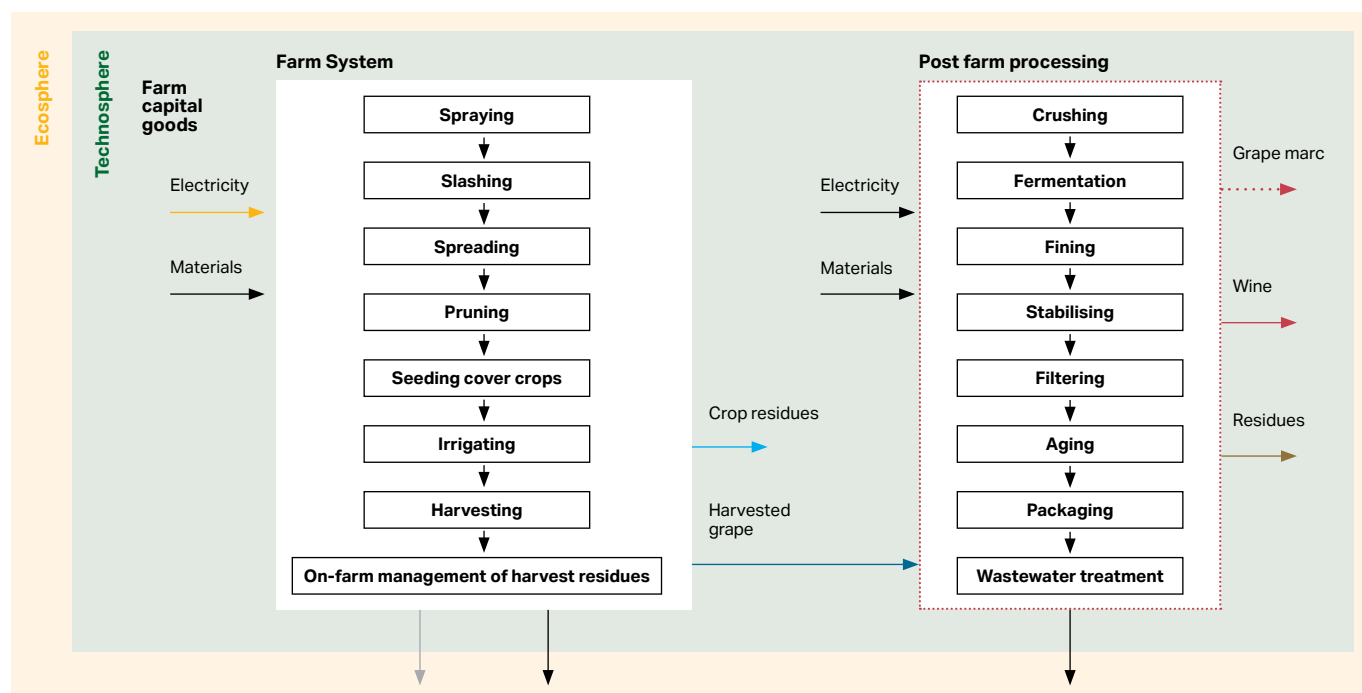 Ecosphere
Technosphere
Farm
capital
goods
Electricity
Materials
Farm System
Spraying
Slashing
Spreading
Pruning
Seeding cover crops
Irrigating
Harvesting
On-farm management of harvest residues
Crop residues
Harvested
grape
Electricity
Materials
Post farm processing
Crushing
Fermentation
Fining
Stabilising
Filtering
Aging
Packaging
Wastewater treatment
Grape marc
Wine
Residues